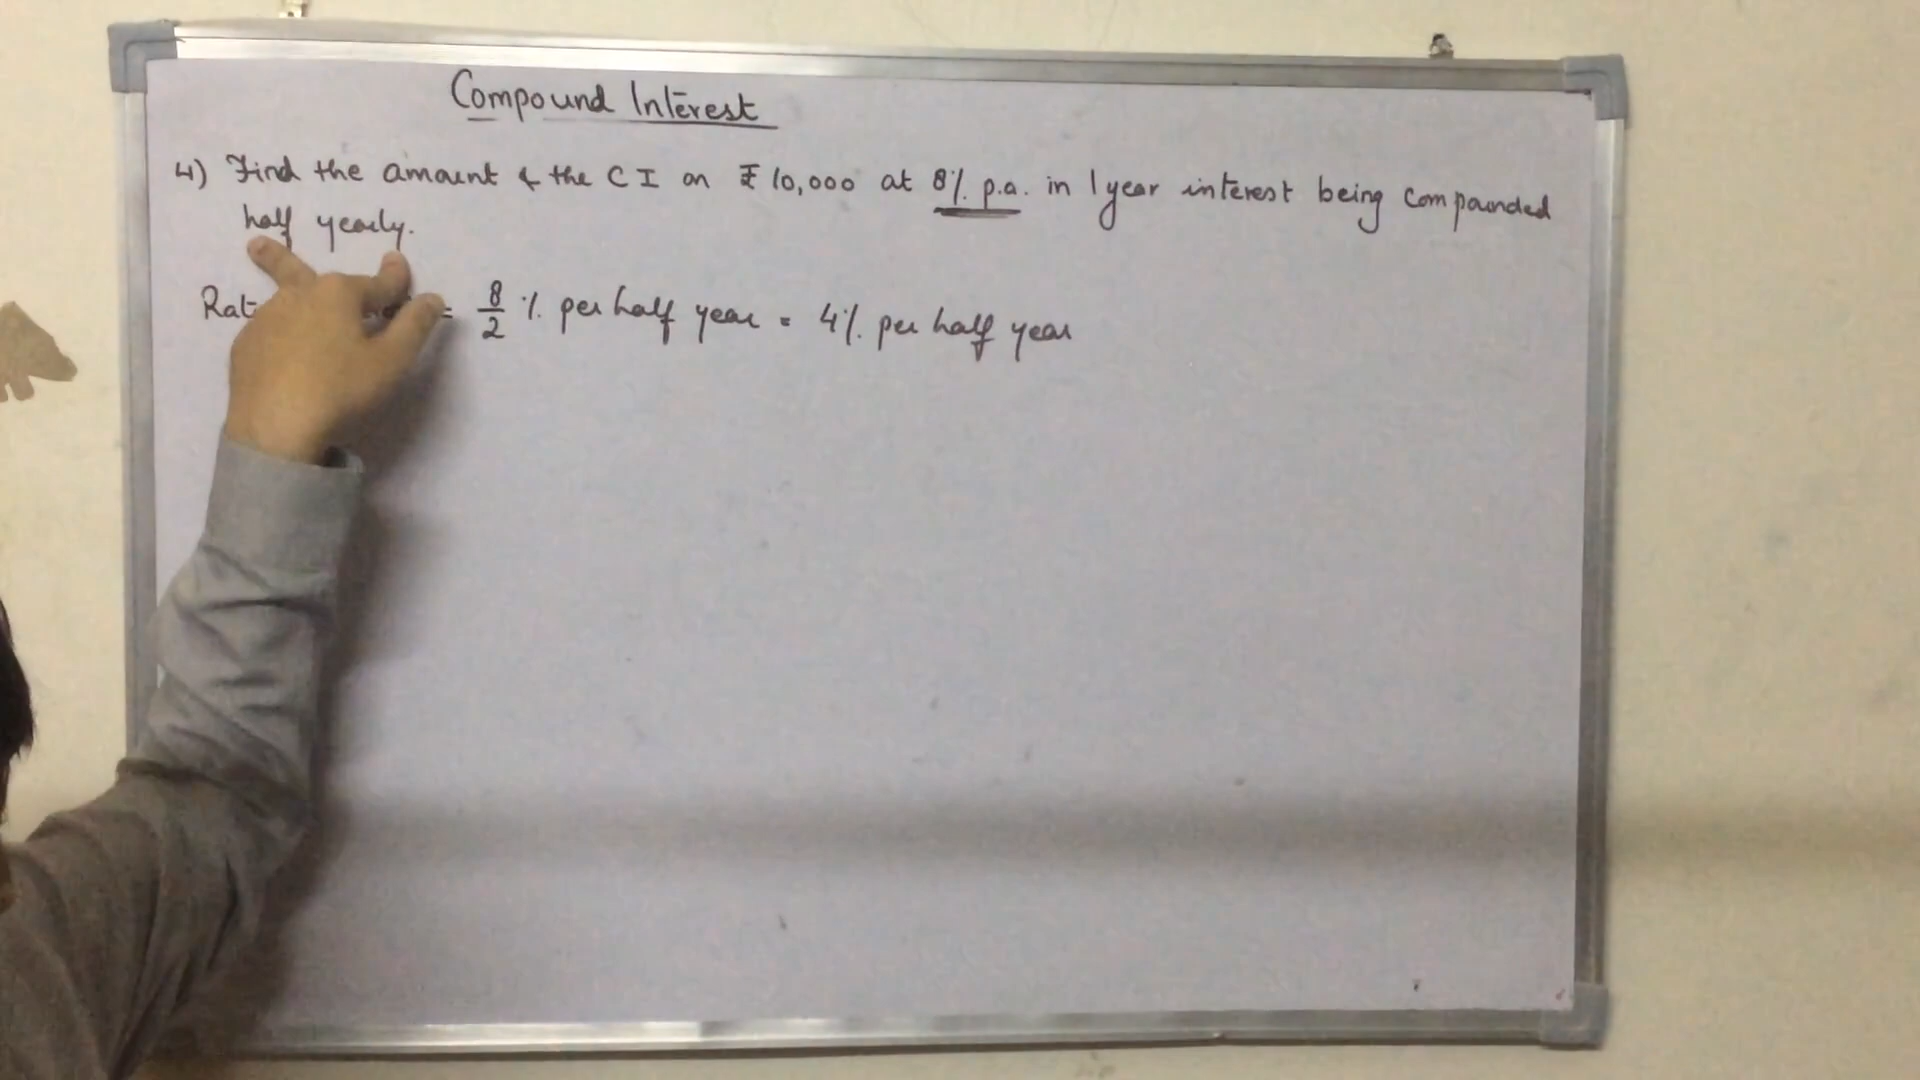 Compound Interest
4) Find the amount & the CI on ₹ 10,000 at 8% p.a. in 1 year interest being compounded
half yearly.
= 8/2 % per half year = 4% per half year